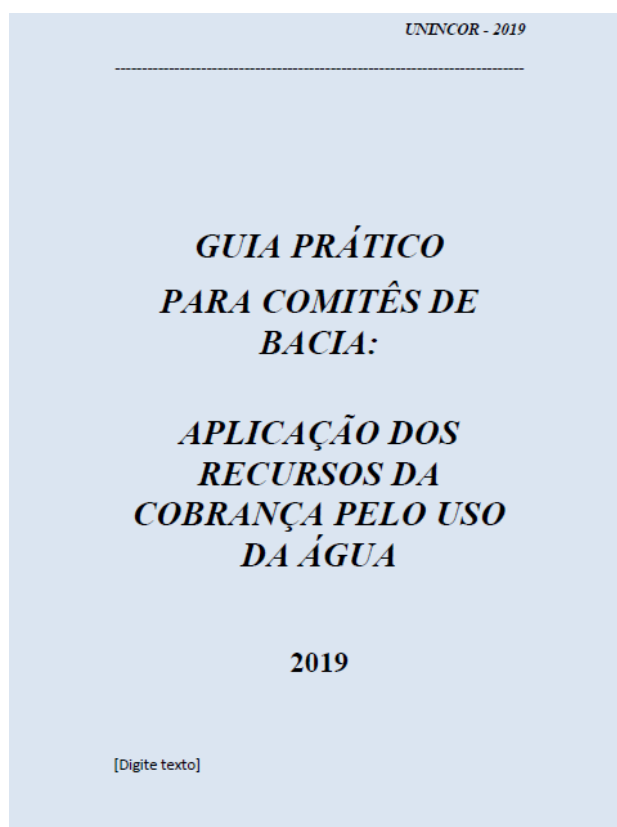 UNINCOR - 2019
--------------------------------------------------------------------------------
GUIA PRÁTICO
PARA COMITÊS DE
BACIA:
APLICAÇÃO DOS
RECURSOS DA
COBRANÇA PELO USO
DA ÁGUA
2019
[Digite texto]